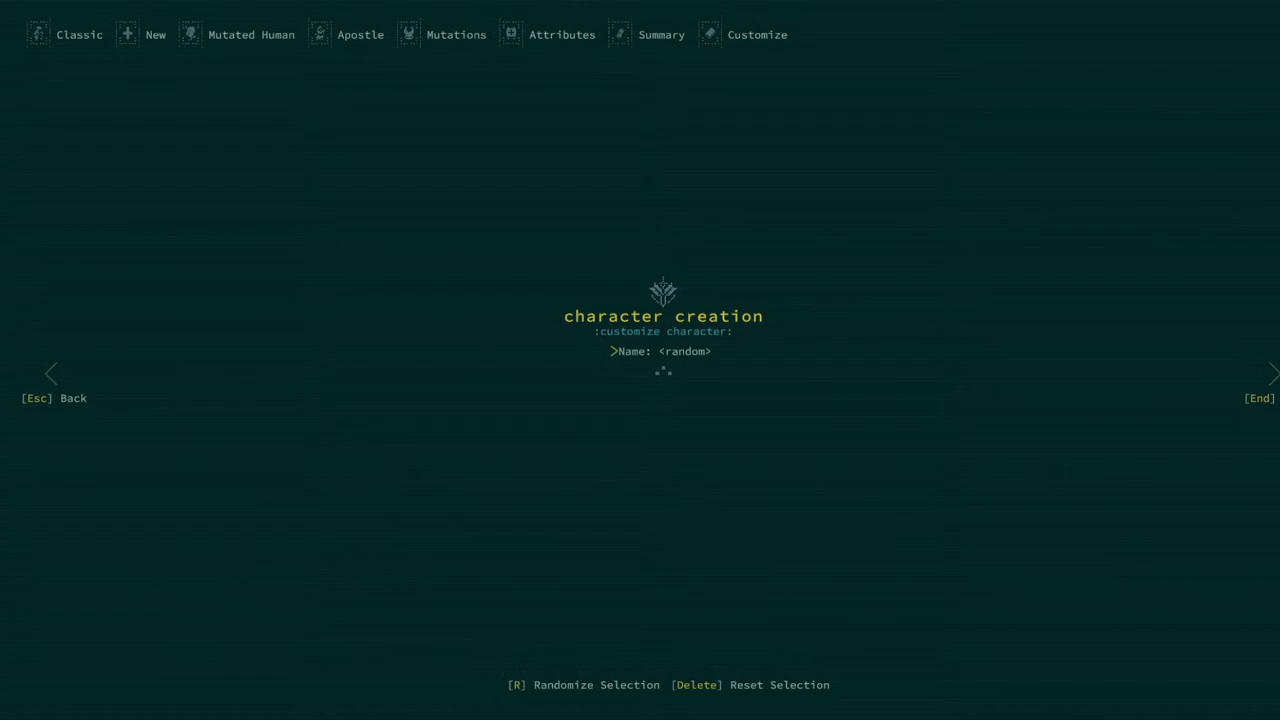 Classic New Mutated Human Apostle Mutations Attributes Summary Customize
character creation
:customize character:
>Name: <random>
[Esc] Back
[End]
[R] Randomize Selection [Delete] Reset Selection